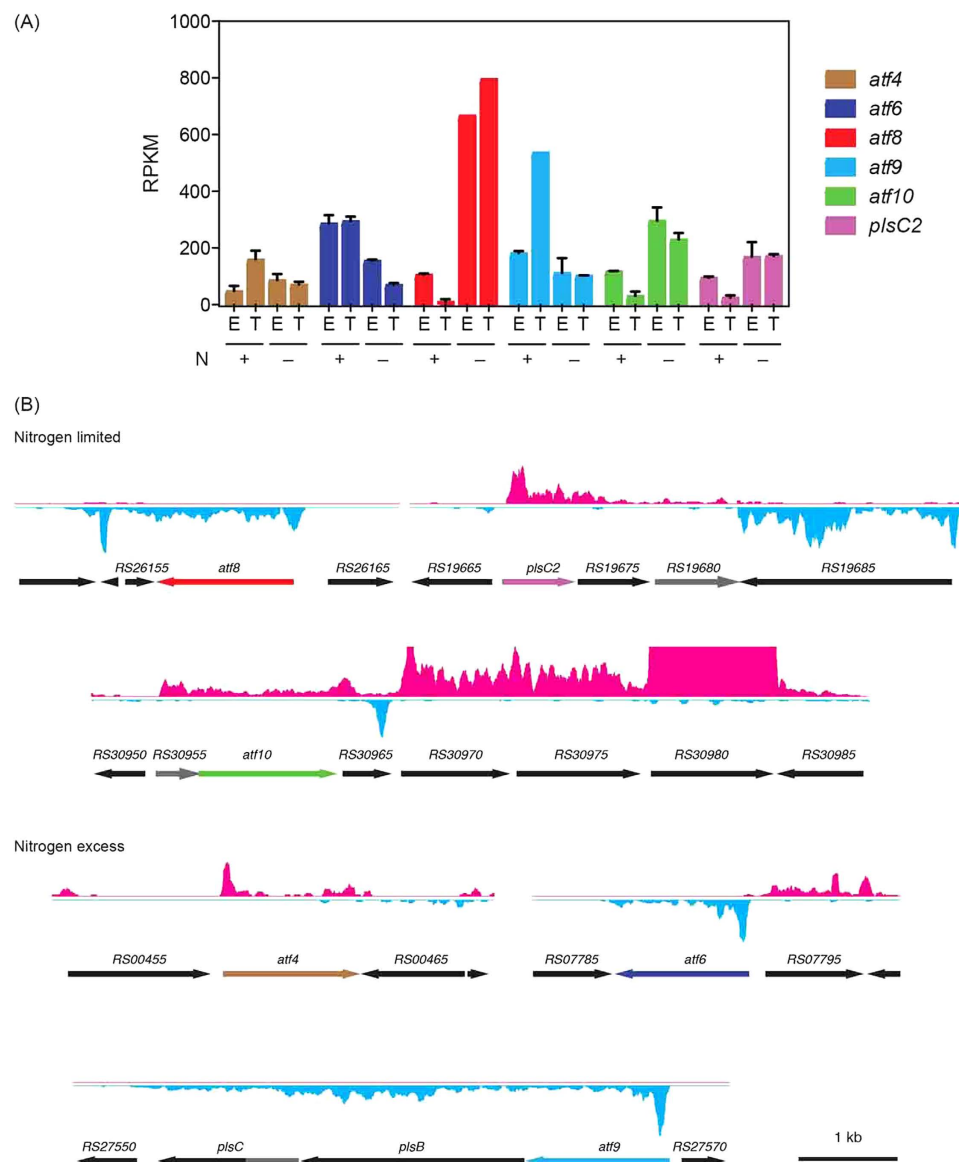 (A)
1000
800
600
400
200
0
RPKM
E T E T E T E T E T E T E T E T E T E T E T E T
N + – + – + – + – + – + –
atf4
atf6
atf8
atf9
atf10
plsC2
(B)
Nitrogen limited
RS26155 atf8 RS26165 RS19665 plsC2 RS19675 RS19680 RS19685
RS30950 RS30955 atf10 RS30965 RS30970 RS30975 RS30980 RS30985
Nitrogen excess
RS00455 atf4 RS00465 RS07785 atf6 RS07795
RS27550 plsC plsB atf9 RS27570 1 kb